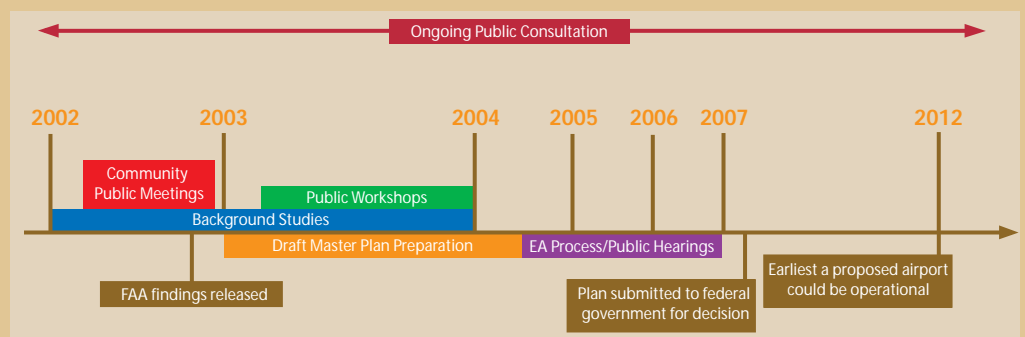 Ongoing Public Consultation
2002
2003
2004
2005
2006
2007
2012
Community
Public Meetings
Public Workshops
Background Studies
Draft Master Plan Preparation
EA Process/Public Hearings
FAA findings released
Plan submitted to federal
government for decision
Earliest a proposed airport
could be operational